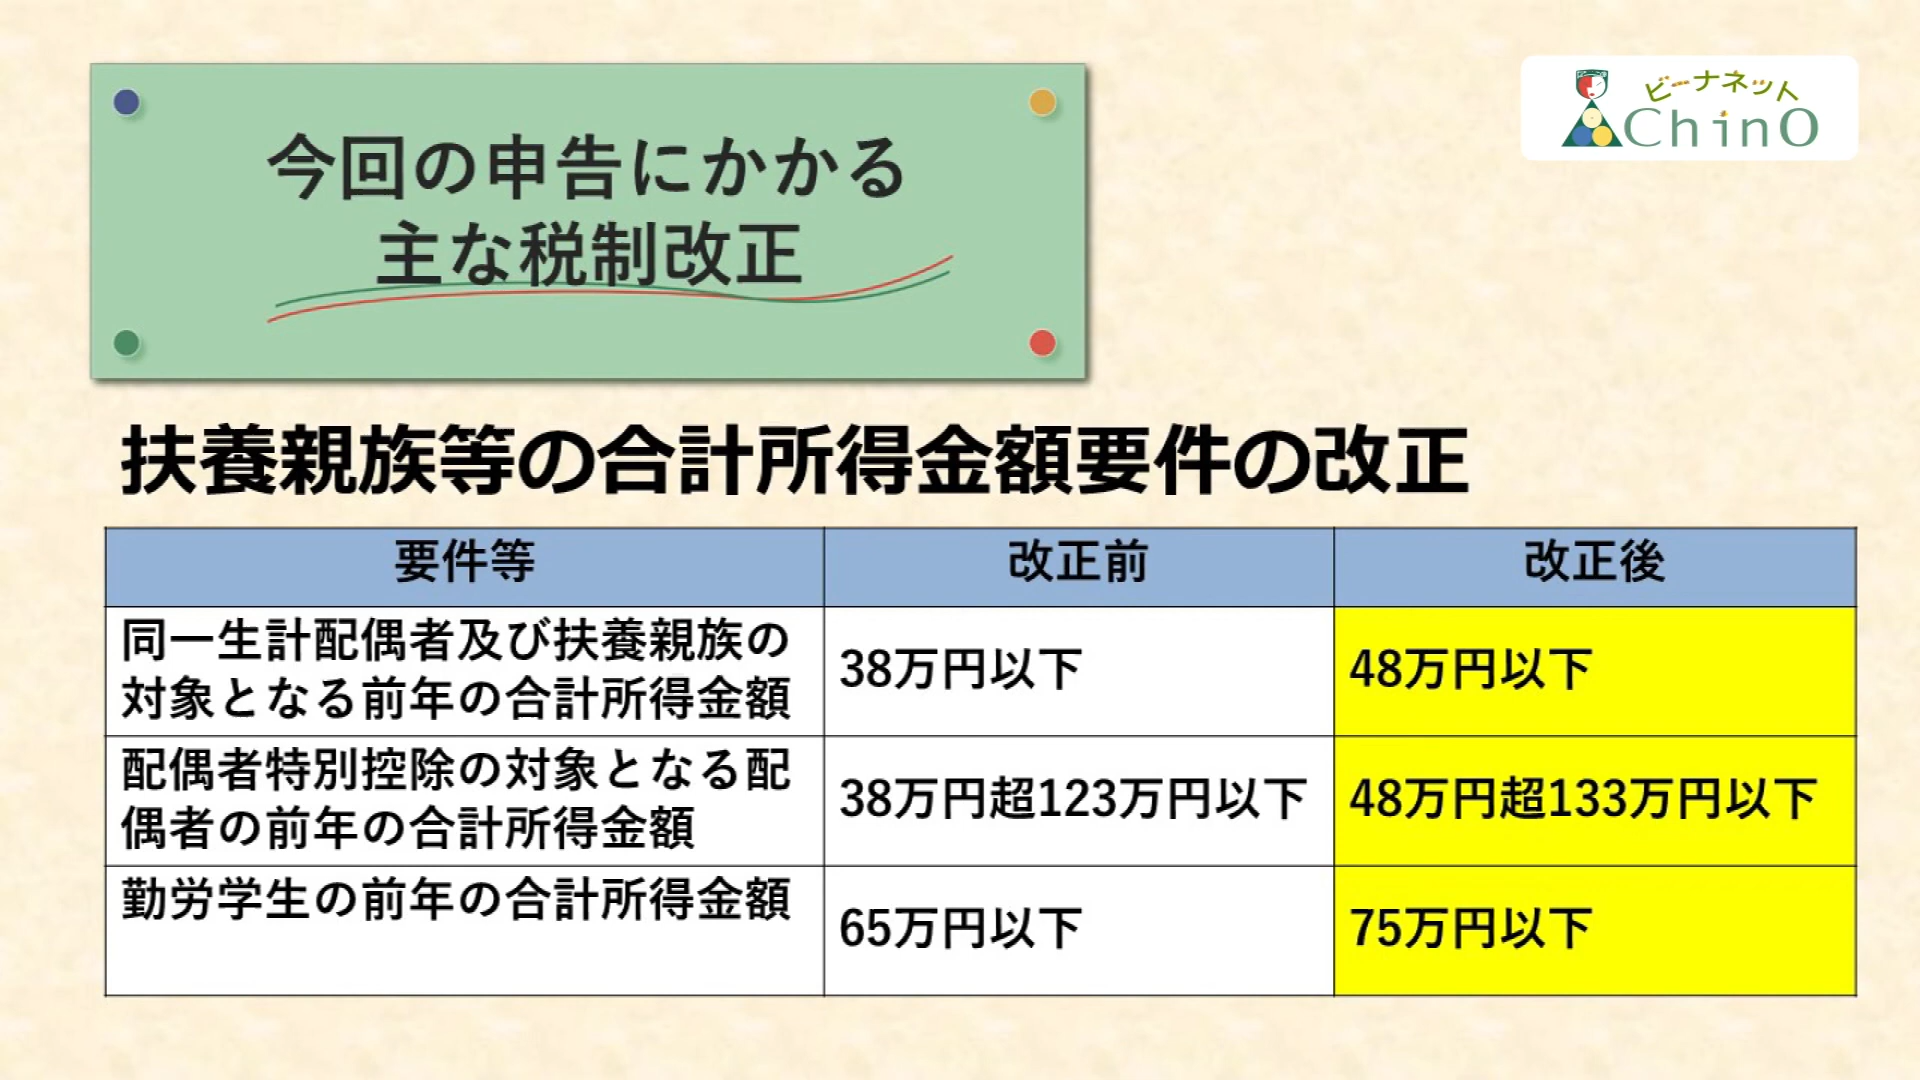 今回の申告にかかる
主な税制改正
ビーナネット
ChinO
扶養親族等の合計所得金額要件の改正
要件等
改正前
改正後
同一生計配偶者及び扶養親族の
対象となる前年の合計所得金額
38万円以下
48万円以下
配偶者特別控除の対象となる配
偶者の前年の合計所得金額
38万円超123万円以下
48万円超133万円以下
勤労学生の前年の合計所得金額
65万円以下
75万円以下